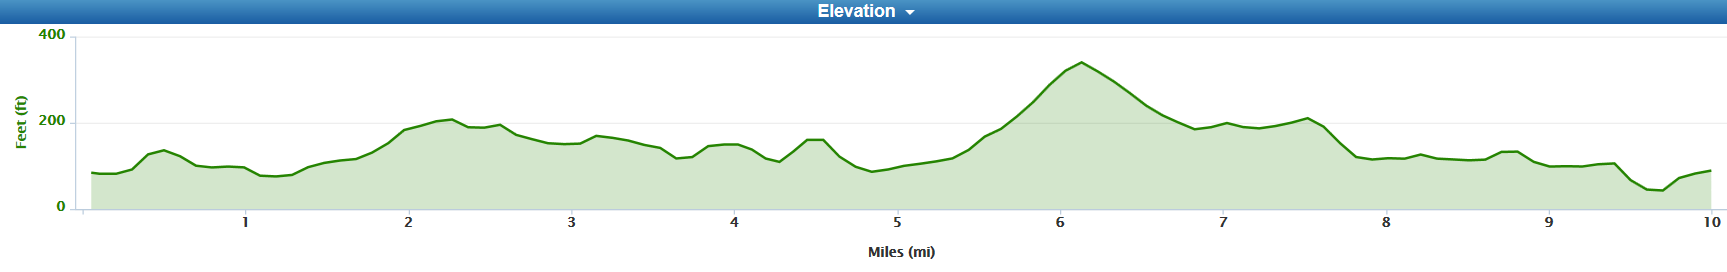 Elevation
400
200
0
Feet (ft)
1 2 3 4 5 6 7 8 9 10
Miles (mi)